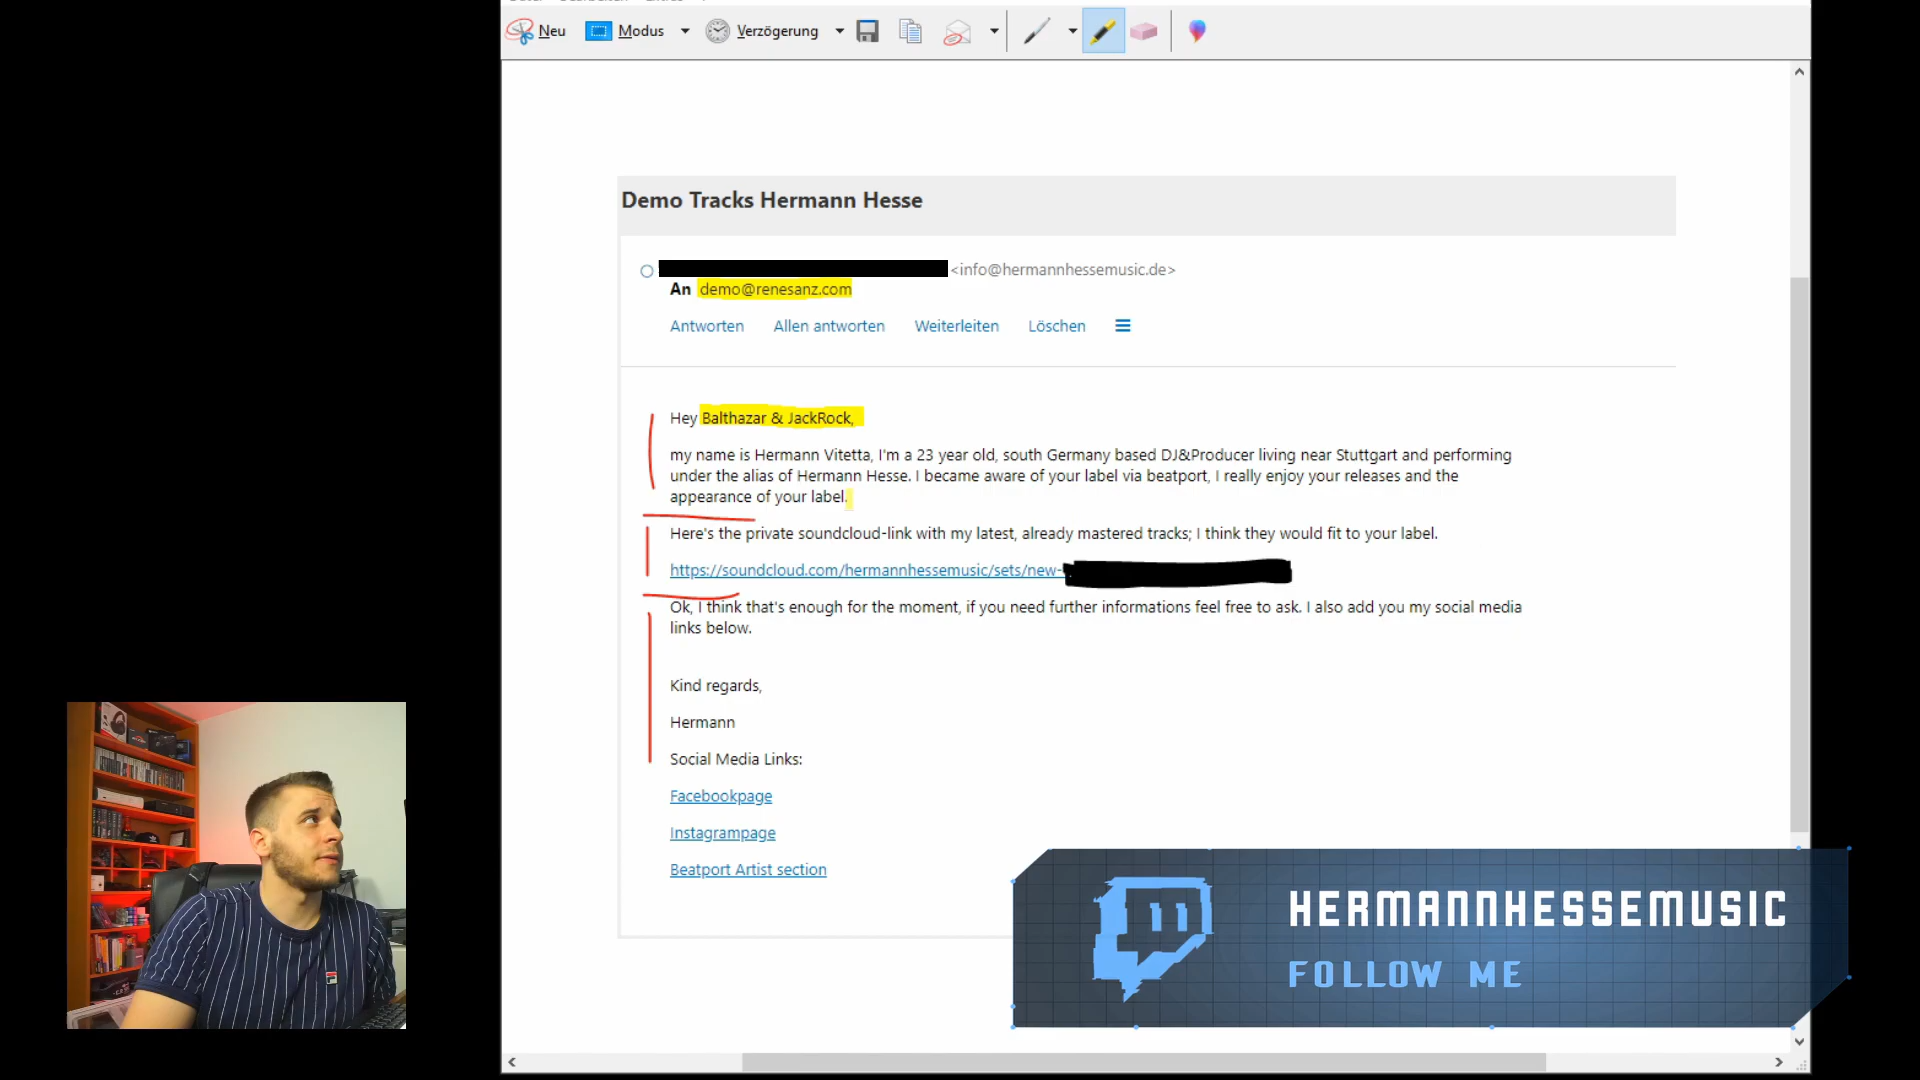 Neu Modus Verzögerung
Demo Tracks Hermann Hesse
<info@hermannhessemusic.de>
An demo@renesanz.com
Antworten Allen antworten Weiterleiten Löschen
Hey Balthazar & JackRock,
my name is Hermann Vitetta, I'm a 23 year old, south Germany based DJ&Producer living near Stuttgart and performing
under the alias of Hermann Hesse. I became aware of your label via beatport, I really enjoy your releases and the
appearance of your label.
Here's the private soundcloud-link with my latest, already mastered tracks; I think they would fit to your label.
https://soundcloud.com/hermannhessemusic/sets/new-
Ok, I think that's enough for the moment, if you need further informations feel free to ask. I also add you my social media
links below.
Kind regards,
Hermann
Social Media Links:
Facebookpage
Instagrampage
Beatport Artist section
HERMANNHESSEMUSIC
FOLLOW ME